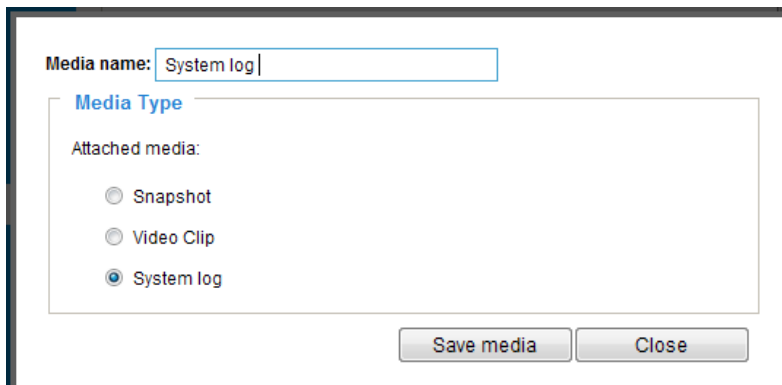 Media name: System log
Media Type
Attached media:
Snapshot
Video Clip
System log
Save media Close